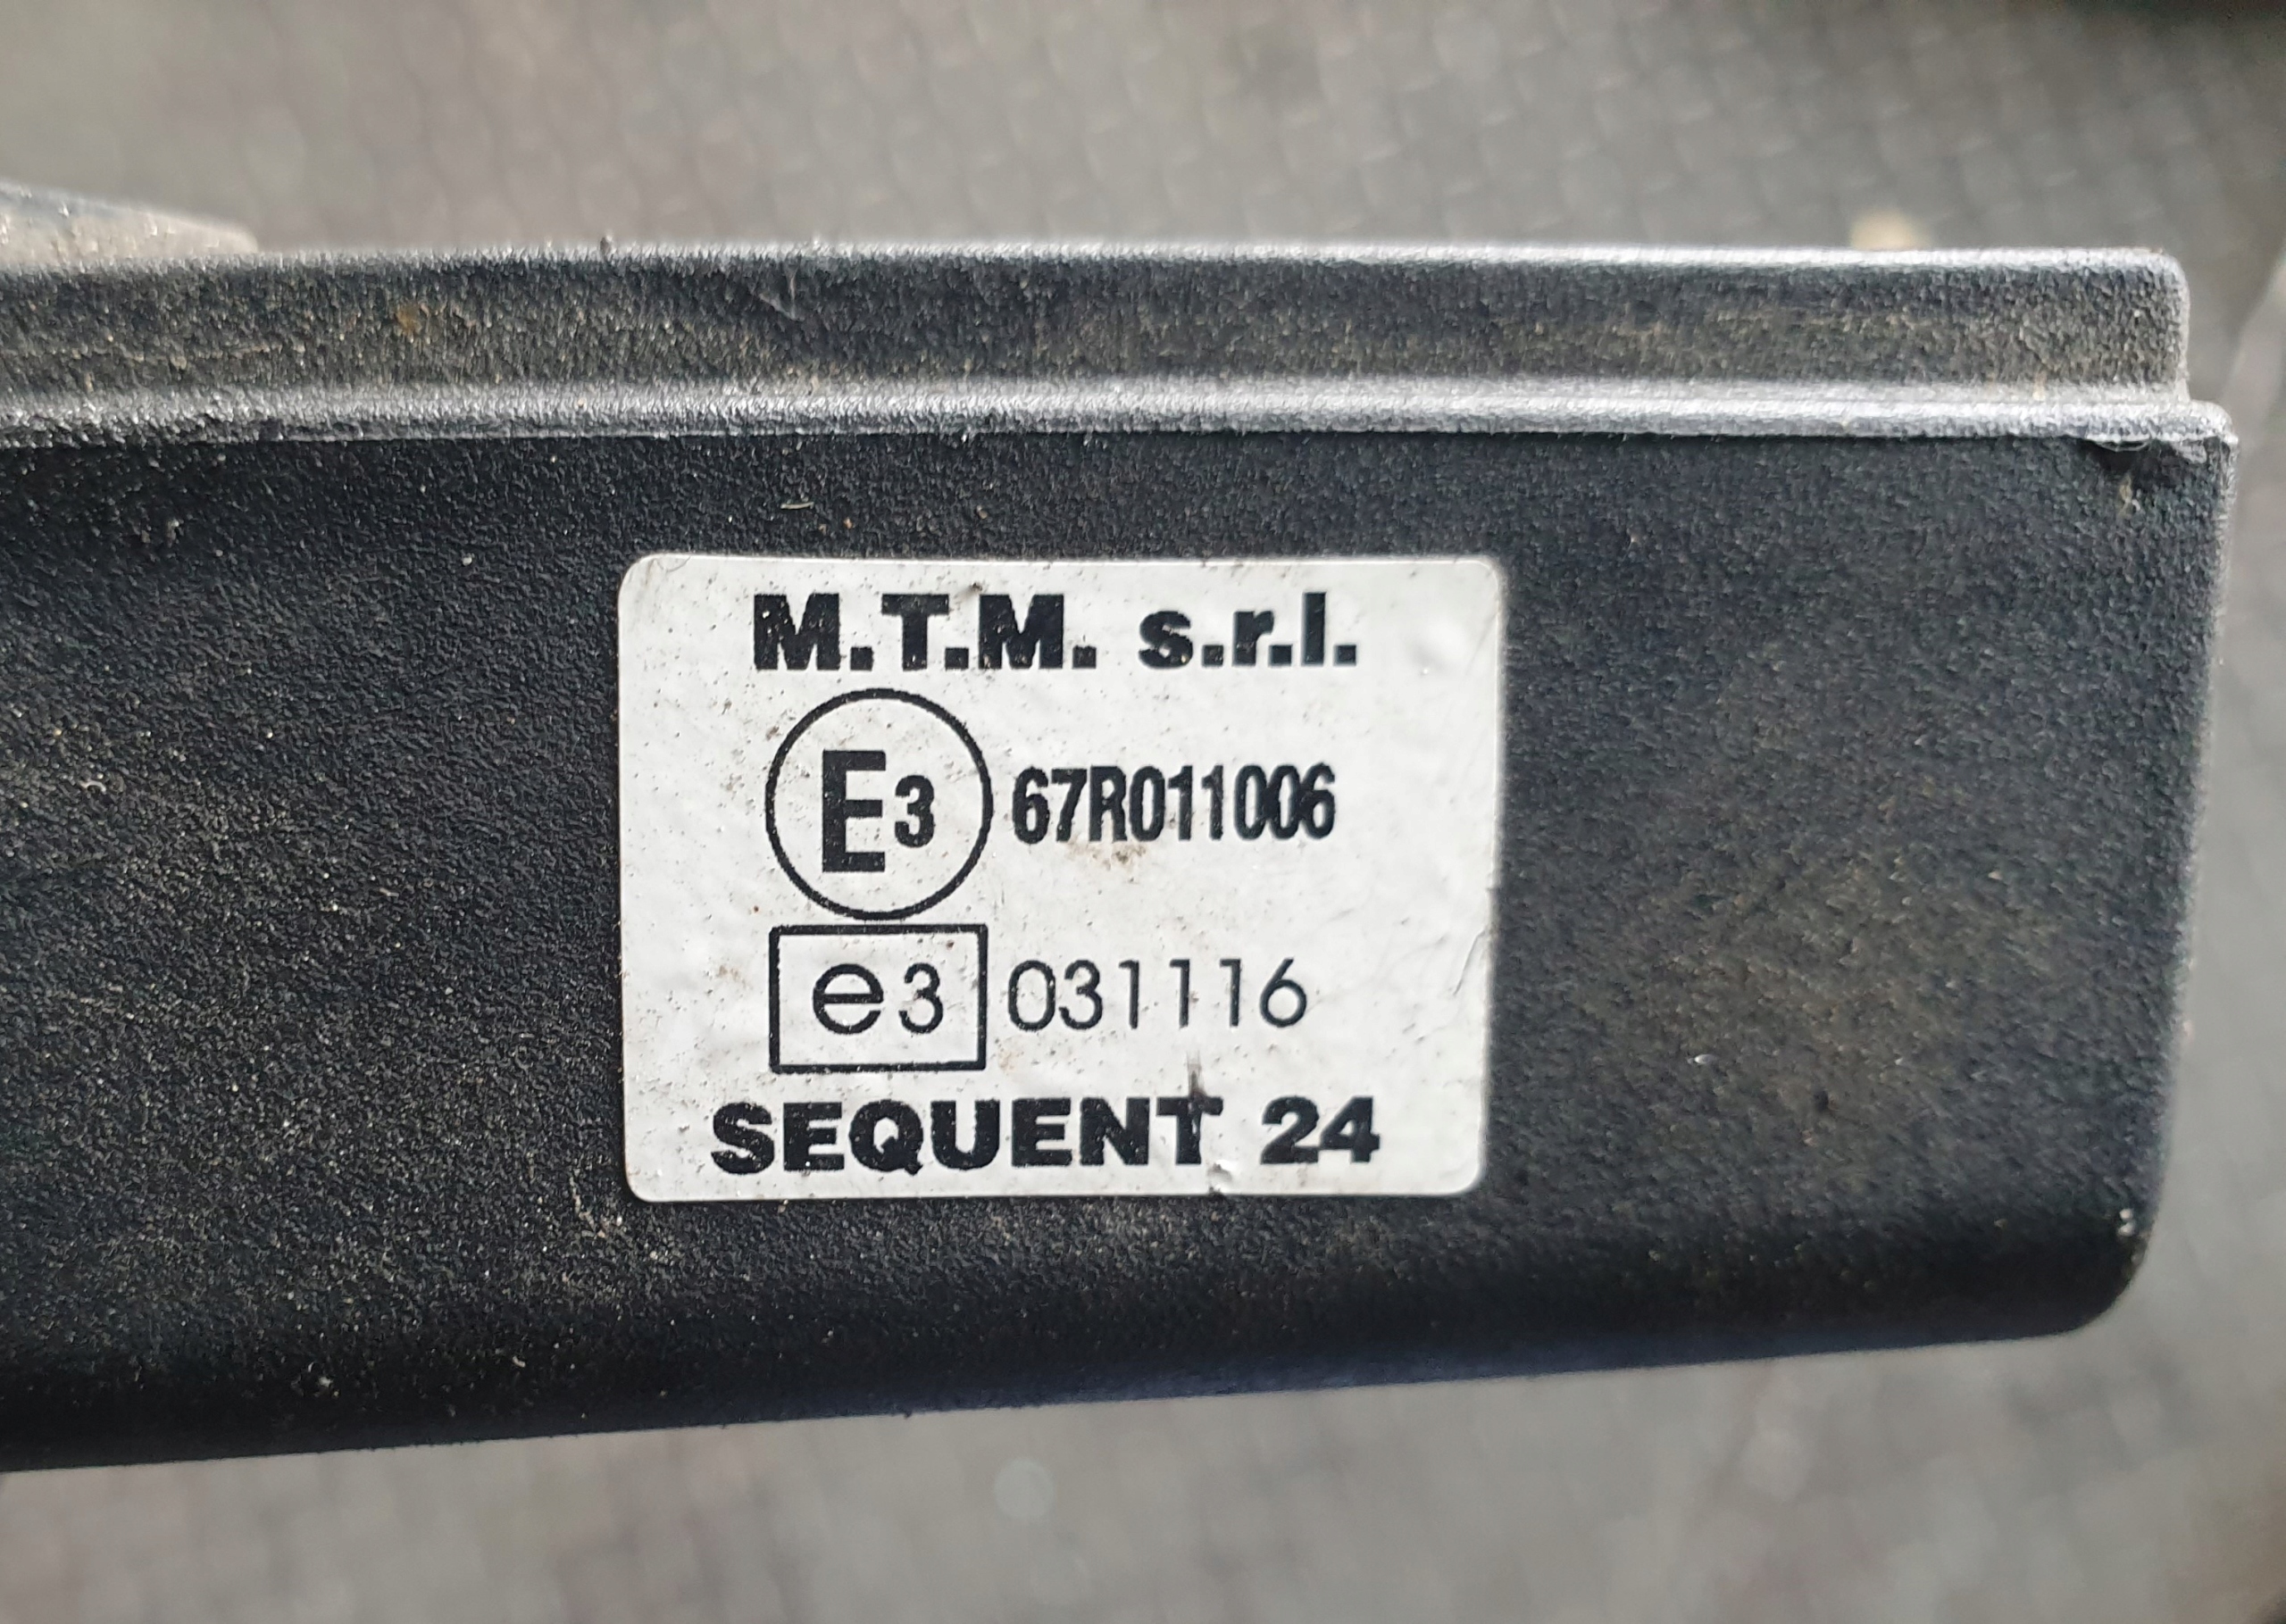 M.T.M. s.r.l.
E3 67R011006
e3 031116
SEQUENT 24